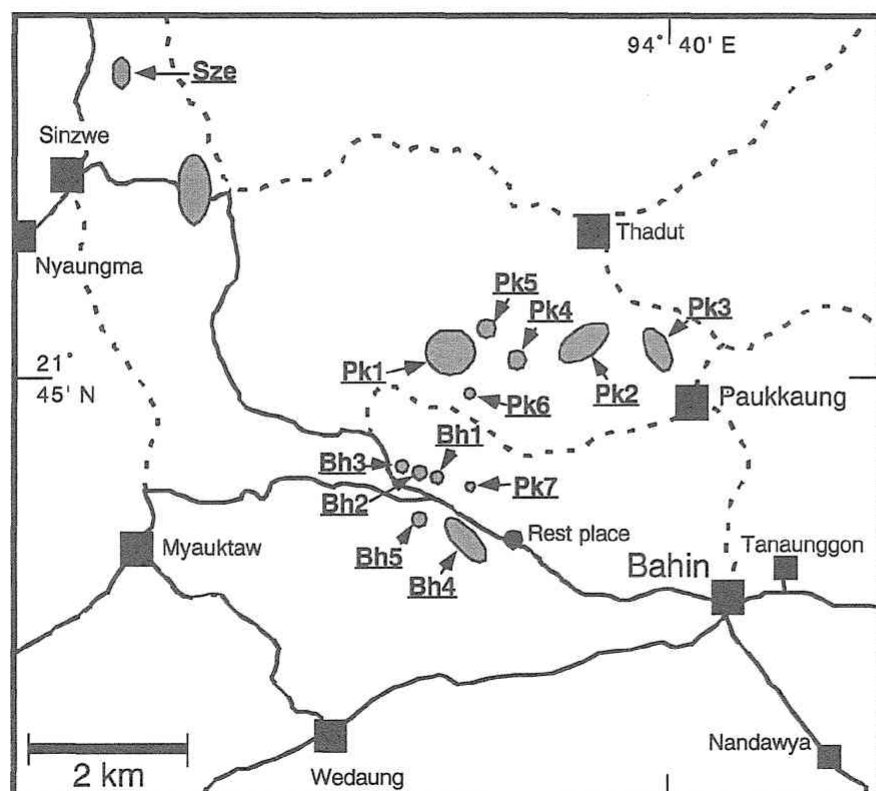 94° 40' E
Sze
Sinzwe
Thadut
Nyaungma
Pk5
Pk4
Pk3
21°
45' N
Pk1
Pk2
Pk6
Paukkaung
Bh1
Bh3
Bh2
Pk7
Rest place
Myauktaw
Bh5
Bh4
Bahin
Tanaunggon
2 km
Wedaung
Nandawya